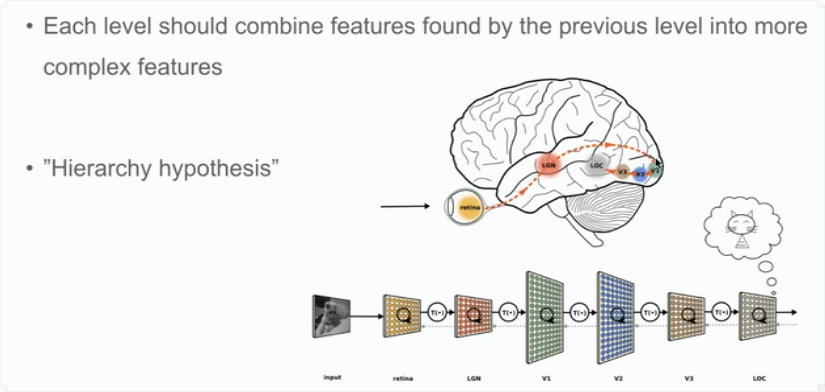 • Each level should combine features found by the previous level into more
complex features
• ”Hierarchy hypothesis”
LGN
LOC
V3
V2
V1
retina
T(•)
T(•)
T(•)
T(•)
T(•)
input
retina
LGN
V1
V2
V3
LOC